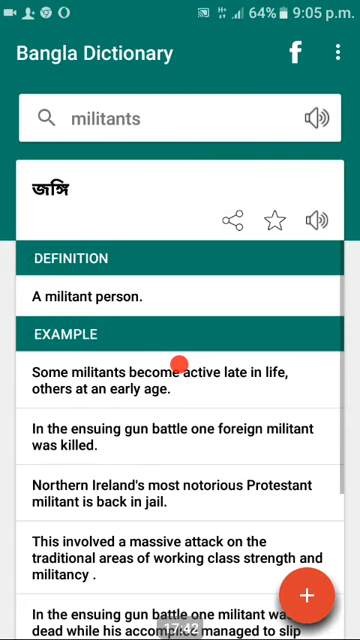 64% 9:05 p.m.
Bangla Dictionary
militants
জঙ্গি
DEFINITION
A militant person.
EXAMPLE
Some militants become active late in life,
others at an early age.
In the ensuing gun battle one foreign militant
was killed.
Northern Ireland's most notorious Protestant
militant is back in jail.
This involved a massive attack on the
traditional areas of working class strength and
militancy .
In the ensuing gun battle one militant was
17:42
dead while his accomplice managed to slip